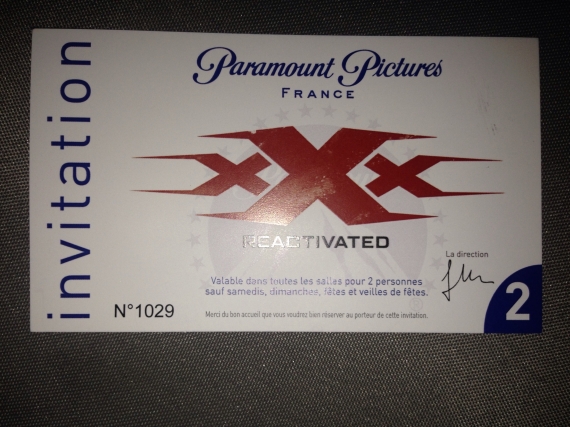 invitation
Paramount Pictures
FRANCE
xXx
REACTIVATED
Valable dans toutes les salles pour 2 personnes
sauf samedis, dimanches, fêtes et veilles de fêtes.
La direction
N°1029
Merci du bon accueil que vous voudrez bien réserver au porteur de cette invitation.
2